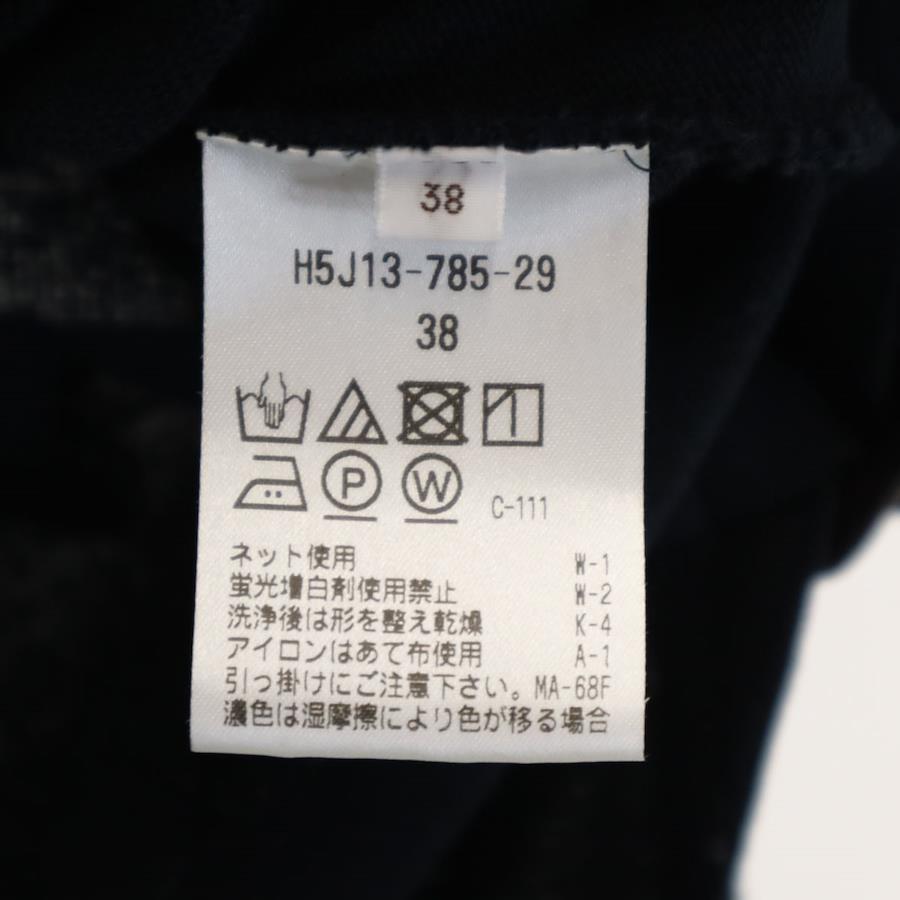 38
H5J13-785-29
38
P W C-111
ネット使用 W-1
蛍光増白剤使用禁止 W-2
洗浄後は形を整え乾燥 K-4
アイロンはあて布使用 A-1
引っ掛けにご注意下さい。MA-68F
濃色は湿摩擦により色が移る場合